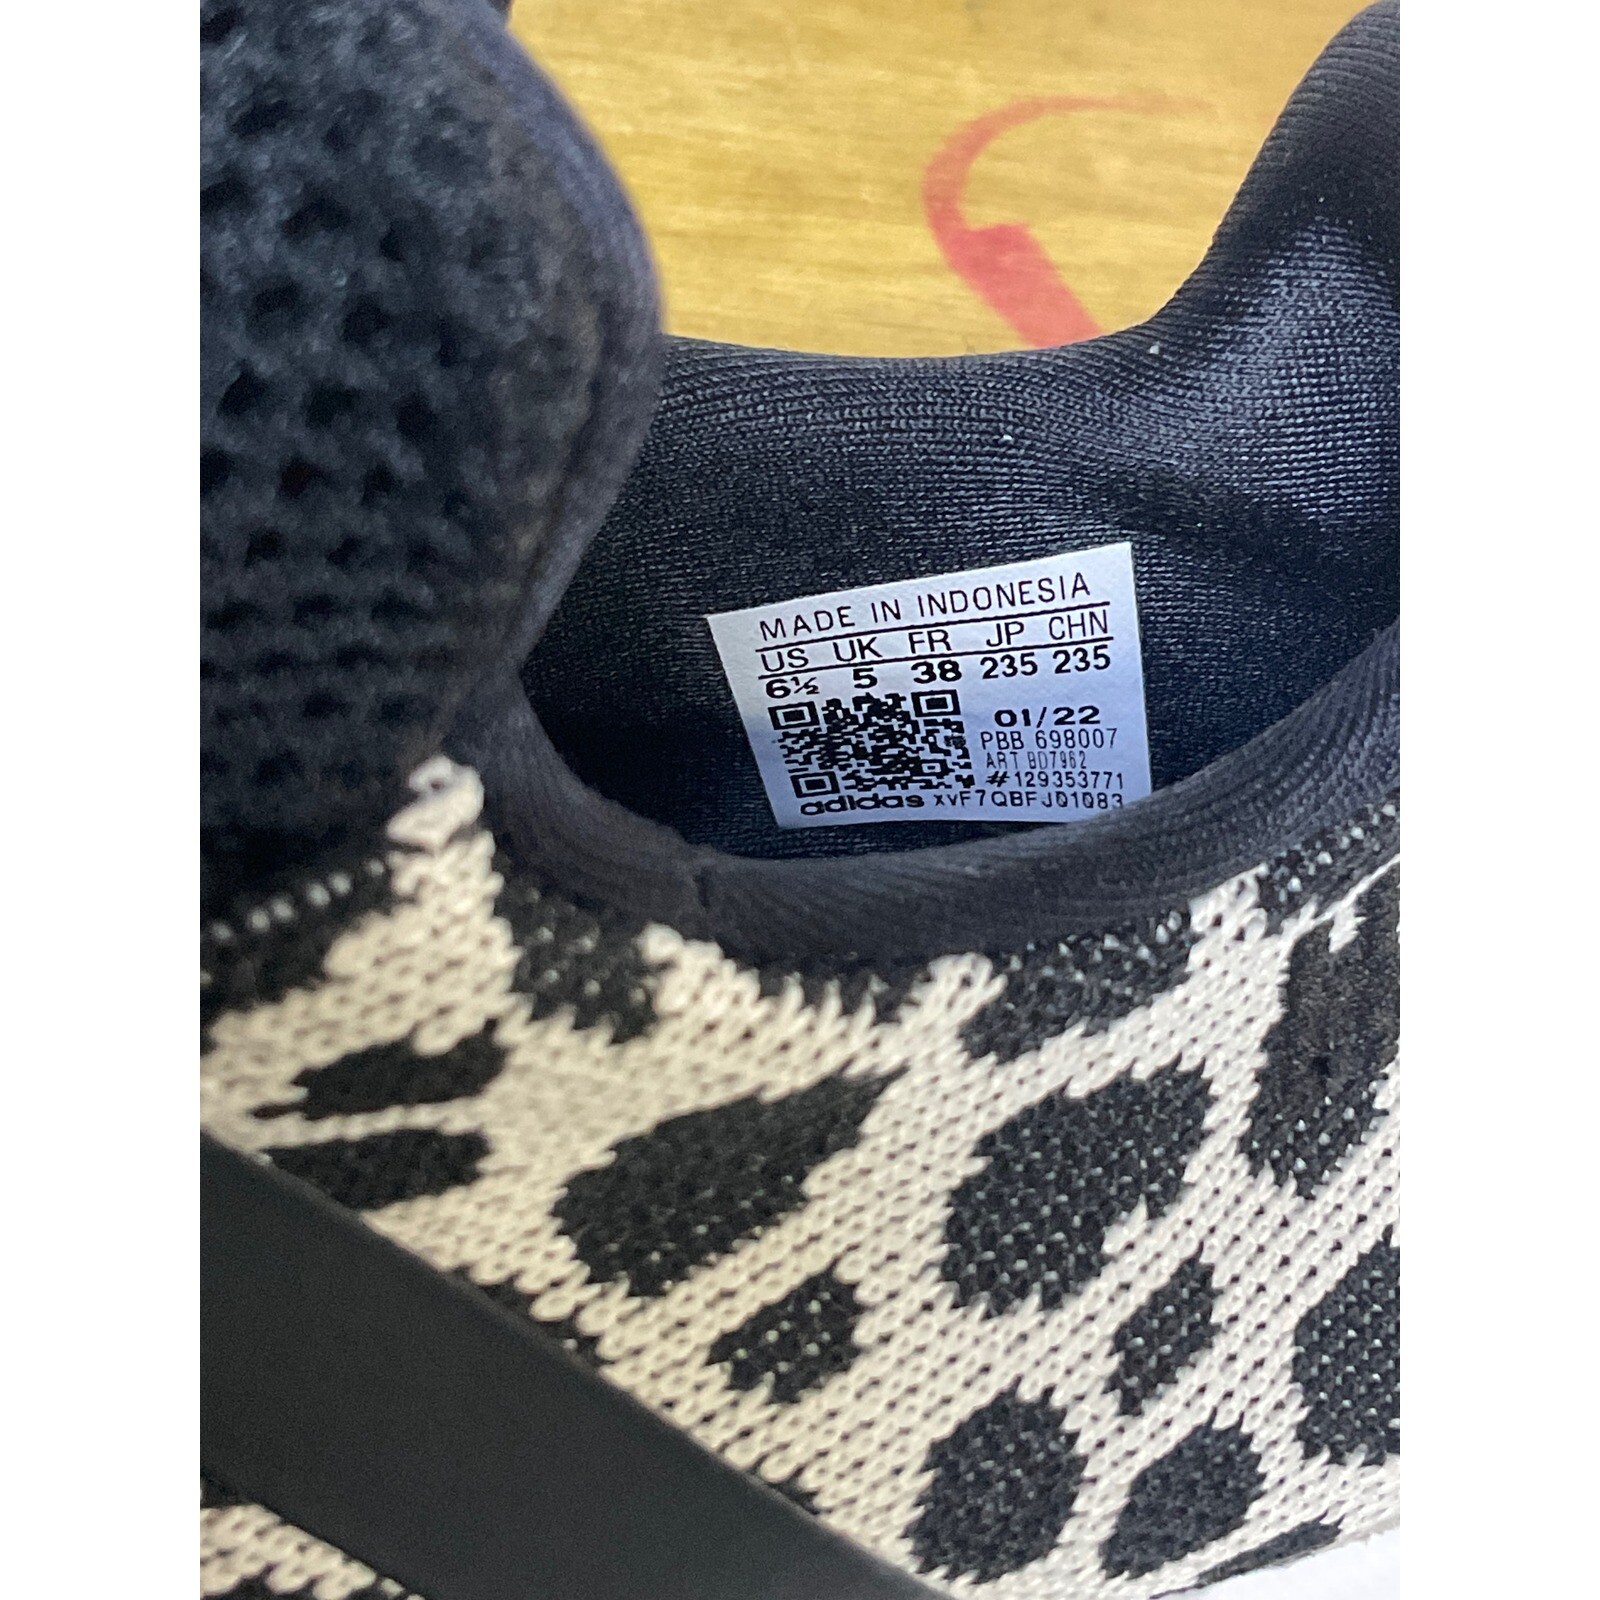 MADE IN INDONESIA
US UK FR JP CHN
6½ 5 38 235 235
01/22
PBB 698007
ART BD7962
#129353771
adidas XVF7QBFJ01083